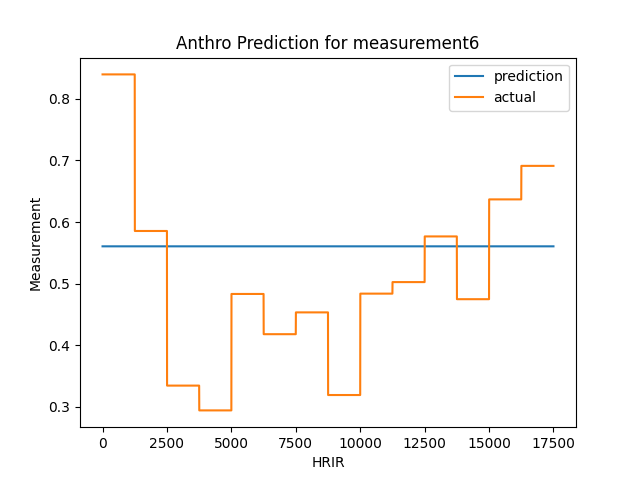 Anthro Prediction for measurement6
prediction
actual
Measurement
0.8
0.7
0.6
0.5
0.4
0.3
0 2500 5000 7500 10000 12500 15000 17500
HRIR